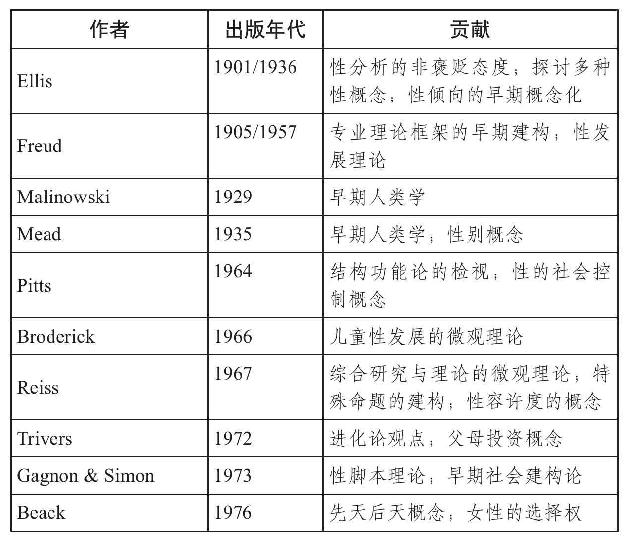 作者 出版年代 贡献
Ellis 1901/1936 性分析的非褒贬态度；探讨多种
性概念；性倾向的早期概念化
Freud 1905/1957 专业理论框架的早期建构；性发
展理论
Malinowski 1929 早期人类学
Mead 1935 早期人类学；性别概念
Pitts 1964 结构功能论的检视；性的社会控
制概念
Broderick 1966 儿童性发展的微观理论
Reiss 1967 综合研究与理论的微观理论；特
殊命题的建构；性容许度的概念
Trivers 1972 进化论观点；父母投资概念
Gagnon & Simon 1973 性脚本理论；早期社会建构论
Beack 1976 先天后天概念；女性的选择权